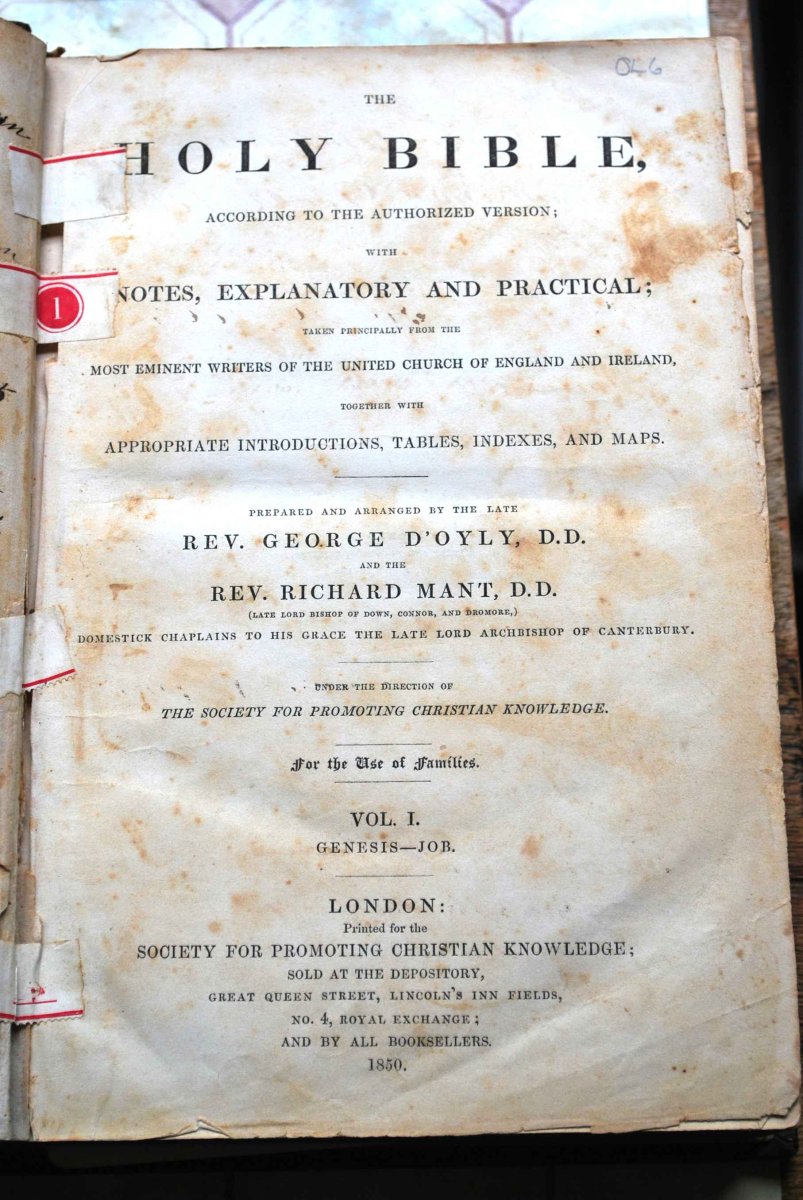 OL6
THE
HOLY BIBLE,
ACCORDING TO THE AUTHORIZED VERSION;
WITH
NOTES, EXPLANATORY AND PRACTICAL;
1
TAKEN PRINCIPALLY FROM THE
MOST EMINENT WRITERS OF THE UNITED CHURCH OF ENGLAND AND IRELAND,
TOGETHER WITH
APPROPRIATE INTRODUCTIONS, TABLES, INDEXES, AND MAPS.
PREPARED AND ARRANGED BY THE LATE
REV. GEORGE D'OYLY, D.D.
AND THE
REV. RICHARD MANT, D.D.
(LATE LORD BISHOP OF DOWN, CONNOR, AND DROMORE,)
DOMESTICK CHAPLAINS TO HIS GRACE THE LATE LORD ARCHBISHOP OF CANTERBURY.
UNDER THE DIRECTION OF
THE SOCIETY FOR PROMOTING CHRISTIAN KNOWLEDGE.
For the Use of Families.
VOL. I.
GENESIS—JOB.
LONDON:
Printed for the
SOCIETY FOR PROMOTING CHRISTIAN KNOWLEDGE;
SOLD AT THE DEPOSITORY,
GREAT QUEEN STREET, LINCOLN'S INN FIELDS,
NO. 4, ROYAL EXCHANGE;
AND BY ALL BOOKSELLERS.
1850.